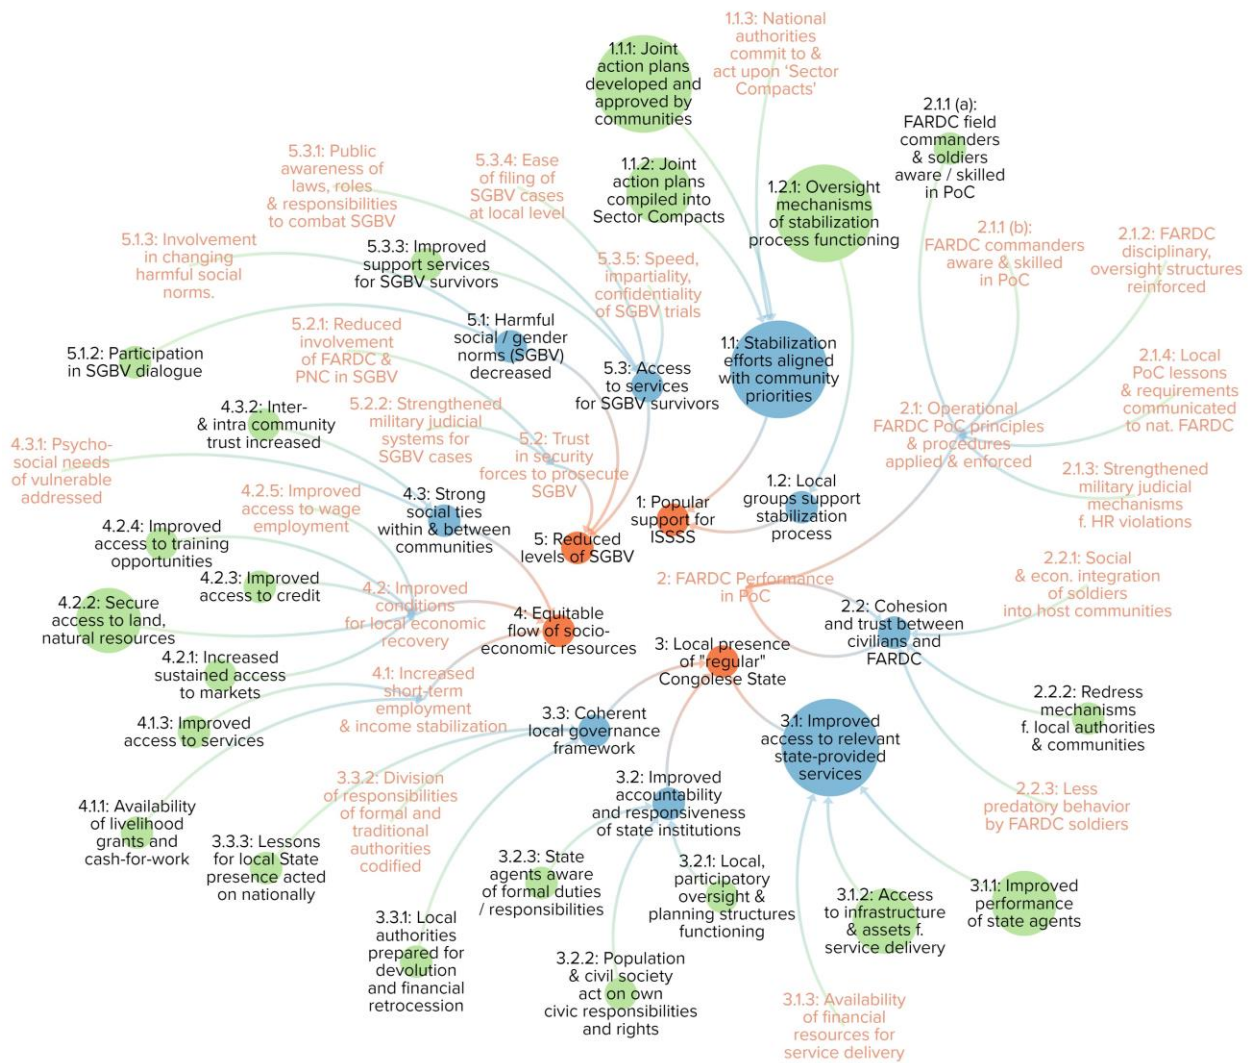 1.1.1: Joint
action plans
developed and
approved by
communities
1.1.3: National
authorities
commit to &
act upon 'Sector
Compacts'
2.1.1 (a):
FARDC field
commanders
& soldiers
aware / skilled
in PoC
5.3.1: Public
awareness of
laws, roles
& responsibilities
to combat SGBV
5.3.4: Ease
of filing of
SGBV cases
at local level
1.1.2: Joint
action plans
compiled into
Sector Compacts
1.2.1: Oversight
mechanisms
of stabilization
process functioning
2.1.1 (b):
FARDC commanders
aware & skilled
in PoC
2.1.2: FARDC
disciplinary,
oversight structures
reinforced
5.1.3: Involvement
in changing
harmful social
norms.
5.3.3: Improved
support services
for SGBV survivors
5.3.5: Speed,
impartiality,
confidentiality
of SGBV trials
5.1: Harmful
social / gender
norms (SGBV)
decreased
5.2.1: Reduced
involvement
of FARDC &
PNC in SGBV
5.1.2: Participation
in SGBV dialogue
5.3: Access
to services
for SGBV survivors
1.1: Stabilization
efforts aligned
with community
priorities
2.1.4: Local
PoC lessons
& requirements
communicated
to nat. FARDC
2.1: Operational
FARDC PoC principles
& procedures
applied & enforced
4.3.2: Inter-
& intra community
trust increased
5.2.2: Strengthened
military judicial
systems for
SGBV cases
5.2: Trust
in security
forces to prosecute
SGBV
4.3.1: Psycho-
social needs
of vulnerable
addressed
2.1.3: Strengthened
military judicial
mechanisms
f. HR violations
4.3: Strong
social ties
within & between
communities
1.2: Local
groups support
stabilization
process
1: Popular
support for
ISSSS
4.2.5: Improved
access to wage
employment
4.2.4: Improved
access to training
opportunities
5: Reduced
levels of SGBV
4.2.3: Improved
access to credit
2.2.1: Social
& econ. integration
of soldiers
into host communities
2: FARDC Performance
in PoC
4.2: Improved
conditions
for local economic
recovery
4.2.2: Secure
access to land,
natural resources
4: Equitable
flow of socio-
economic resources
2.2: Cohesion
and trust between
civilians and
FARDC
3: Local presence
of "regular"
Congolese State
4.2.1: Increased
sustained access
to markets
4.1: Increased
short-term
employment
& income stabilization
2.2.2: Redress
mechanisms
f. local authorities
& communities
4.1.3: Improved
access to services
3.3: Coherent
local governance
framework
3.1: Improved
access to relevant
state-provided
services
3.2: Improved
accountability
and responsiveness
of state institutions
3.3.2: Division
of responsibilities
of formal and
traditional
authorities
codified
2.2.3: Less
predatory behavior
by FARDC soldiers
4.1.1: Availability
of livelihood
grants and
cash-for-work
3.3.3: Lessons
for local State
presence acted
on nationally
3.2.3: State
agents aware
of formal duties
/ responsibilities
3.2.1: Local,
participatory
oversight &
planning structures
functioning
3.1.2: Access
to infrastructure
& assets f.
service delivery
3.1.1: Improved
performance
of state agents
3.3.1: Local
authorities
prepared for
devolution
and financial
retrocession
3.2.2: Population
& civil society
act on own
civic responsibilities
and rights
3.1.3: Availability
of financial
resources for
service delivery